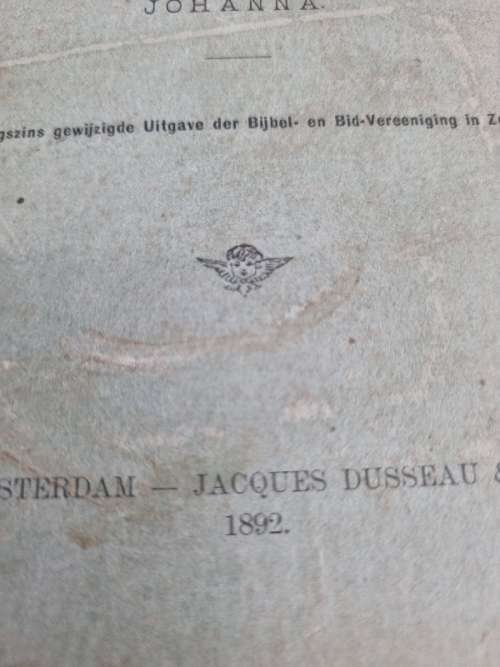 JOHANNA.
gszins gewijzigde Uitgave der Bijbel- en Bid-Vereeniging in
STERDAM — JACQUES DUSSEAU &
1892.